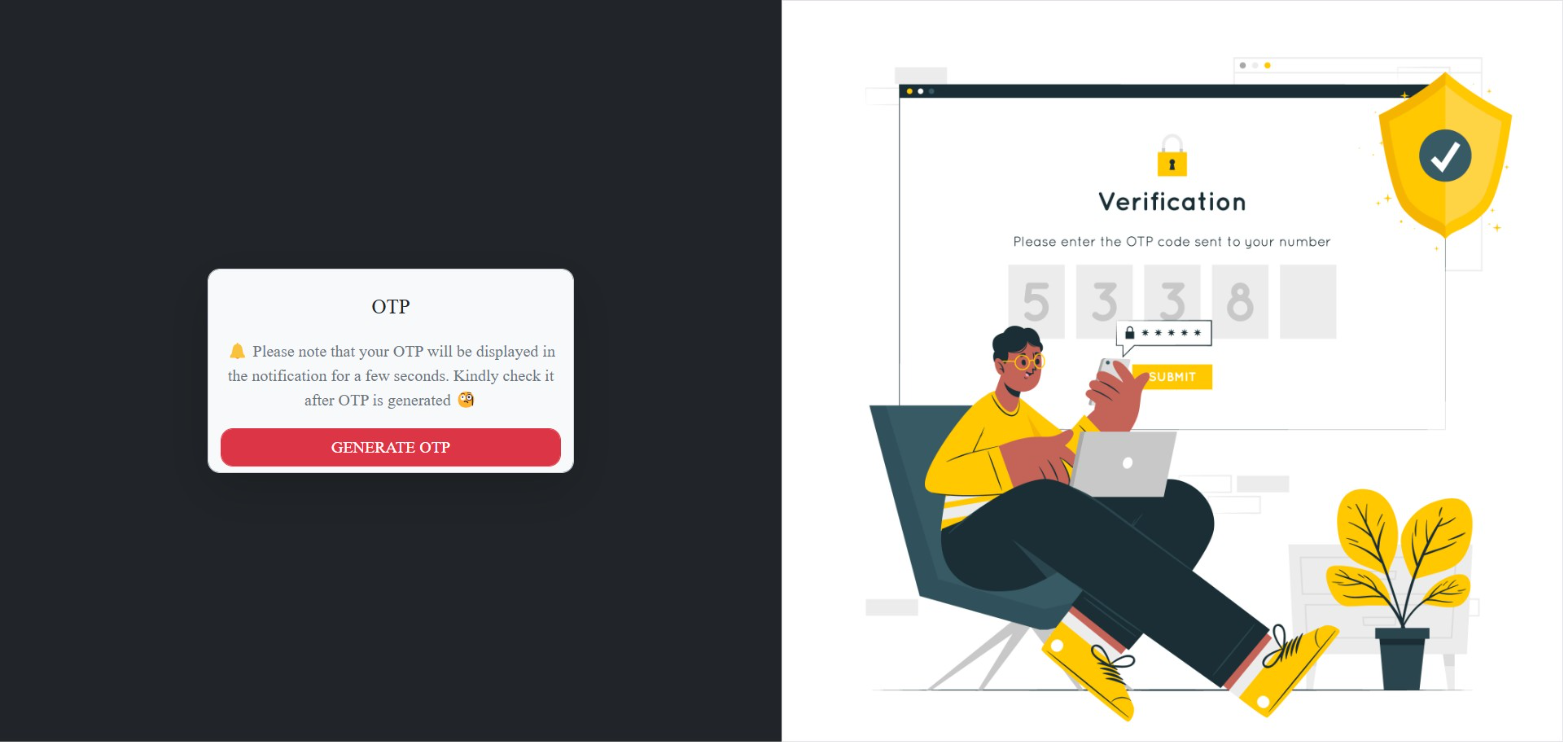 OTP
🔔 Please note that your OTP will be displayed in
the notification for a few seconds. Kindly check it
after OTP is generated 🧐
GENERATE OTP
Verification
Please enter the OTP code sent to your number
5 3 3 8
* * * * *
SUBMIT